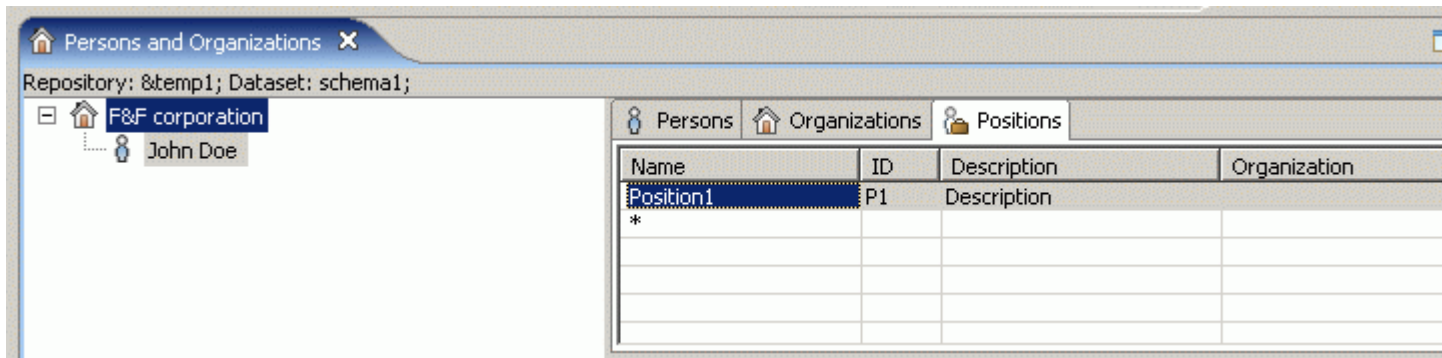 Persons and Organizations
Repository: &temp1; Dataset: schema1;
F&F corporation
John Doe
Persons Organizations Positions
Name ID Description Organization
Position1 P1 Description
*